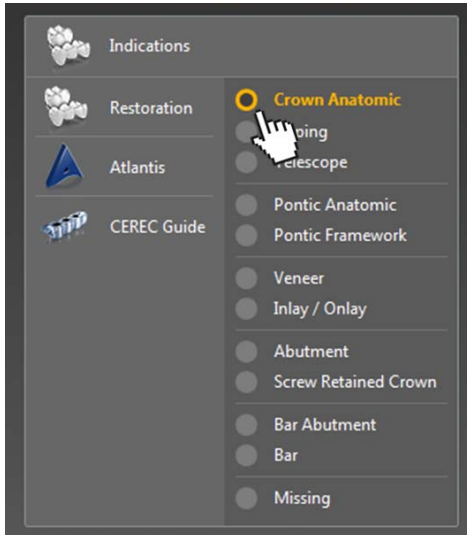 Indications
Restoration
Atlantis
CEREC Guide
Crown Anatomic
Telescope
Pontic Anatomic
Pontic Framework
Veneer
Inlay / Onlay
Abutment
Screw Retained Crown
Bar Abutment
Bar
Missing